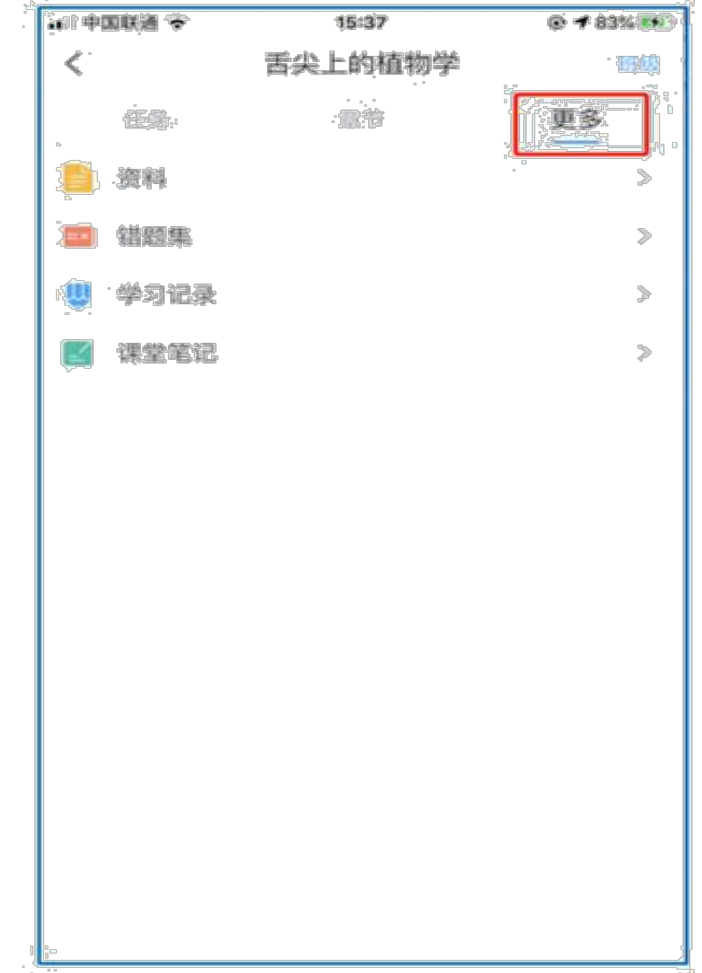 中国联通 15:37 83%
舌尖上的植物学
任务 章节 更多
资料
错题集
学习记录
课堂笔记